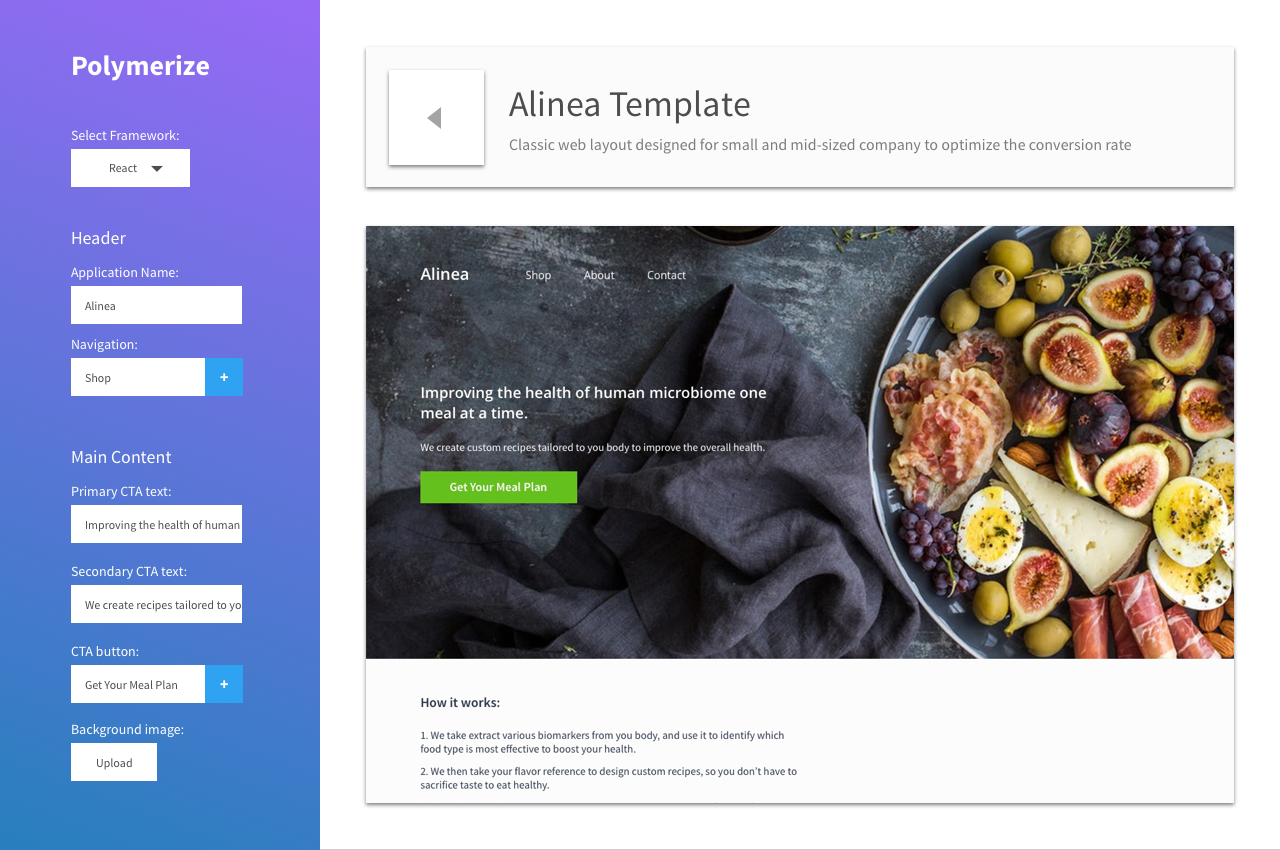 Polymerize
Select Framework:
React
Header
Application Name:
Alinea
Navigation:
Shop
+
Main Content
Primary CTA text:
Improving the health of human
Secondary CTA text:
We create recipes tailored to yo
CTA button:
Get Your Meal Plan
+
Background image:
Upload
Alinea Template
Classic web layout designed for small and mid-sized company to optimize the conversion rate
Alinea
Shop
About
Contact
Improving the health of human microbiome one
meal at a time.
We create custom recipes tailored to you body to improve the overall health.
Get Your Meal Plan
How it works:
1. We take extract various biomarkers from you body, and use it to identify which
food type is most effective to boost your health.
2. We then take your flavor reference to design custom recipes, so you don't have to
sacrifice taste to eat healthy.